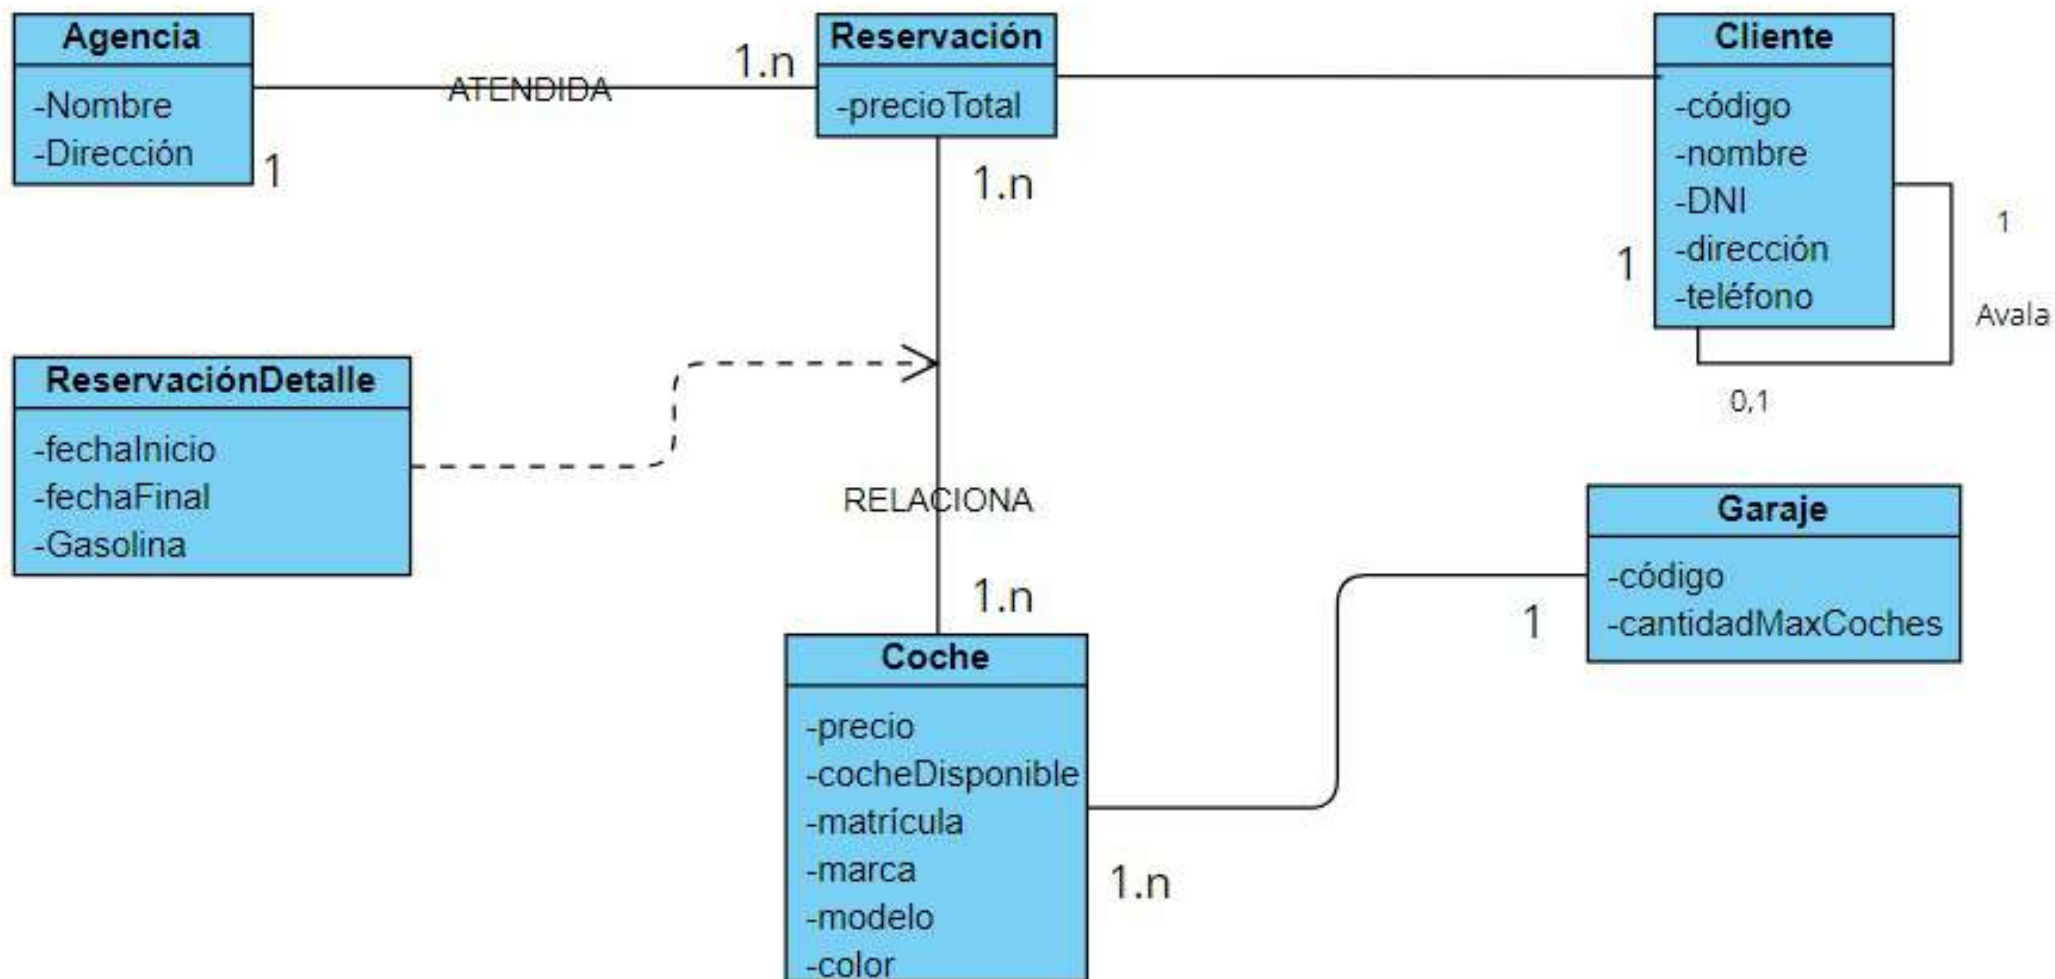 Agencia
-Nombre
-Dirección
1
ATENDIDA
1.n
Reservación
-precioTotal
1.n
Cliente
-código
-nombre
-DNI
-dirección
-teléfono
1
1
Avala
0,1
ReservaciónDetalle
-fechaInicio
-fechaFinal
-Gasolina
RELACIONA
1.n
Garaje
-código
-cantidadMaxCoches
1
Coche
-precio
-cocheDisponible
-matrícula
-marca
-modelo
-color
1.n